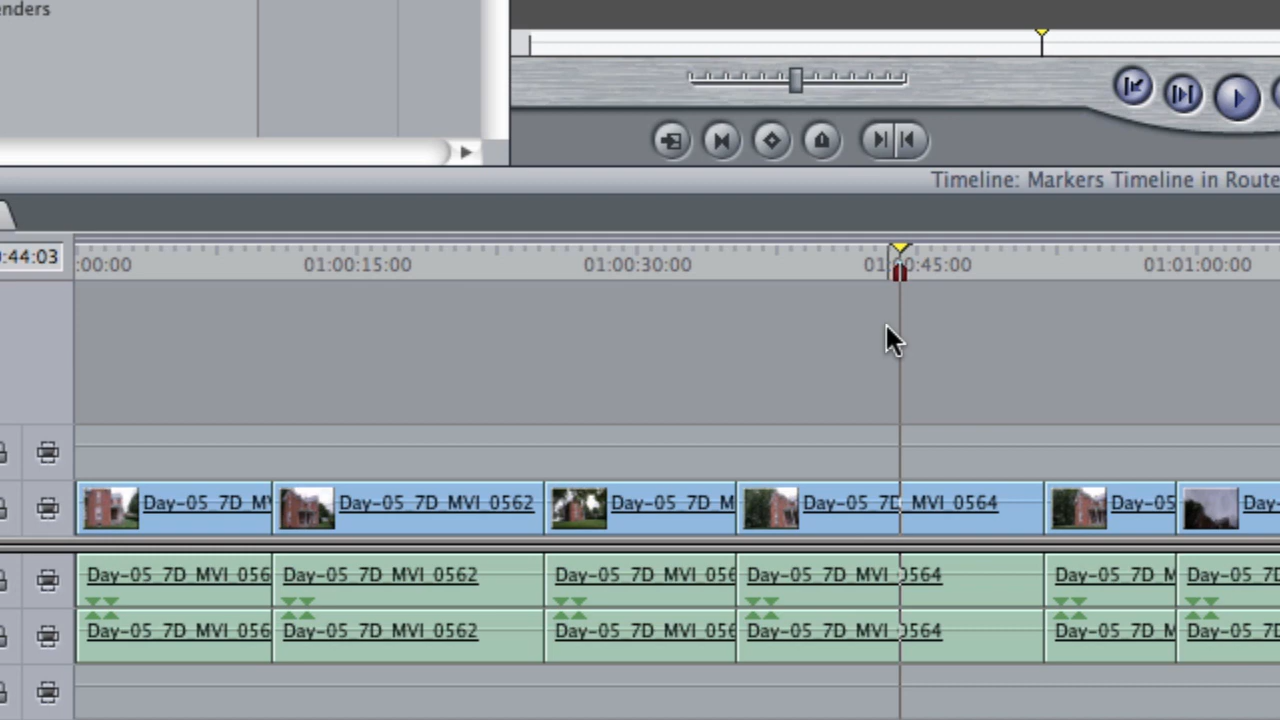 enders
Timeline: Markers Timeline in Route
:44:03
:00:00 01:00:15:00 01:00:30:00 01:00:45:00 01:01:00:00
Day-05_7D_M Day-05_7D_MVI_0562 Day-05_7D_M Day-05_7D_MVI_0564 Day-05 Day-
Day-05_7D_MVI_056 Day-05_7D_MVI_0562 Day-05_7D_MVI_056 Day-05_7D_MVI_0564 Day-05_7D_M Day-05_7D
Day-05_7D_MVI_056 Day-05_7D_MVI_0562 Day-05_7D_MVI_056 Day-05_7D_MVI_0564 Day-05_7D_M Day-05_7D